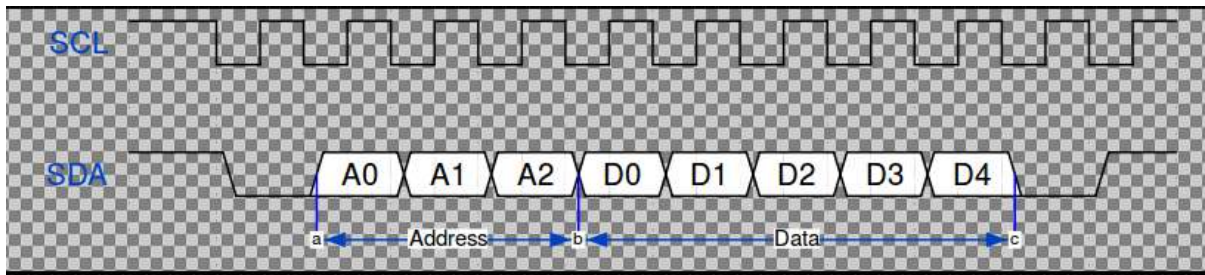 SCL
SDA A0 A1 A2 D0 D1 D2 D3 D4
a Address b Data c